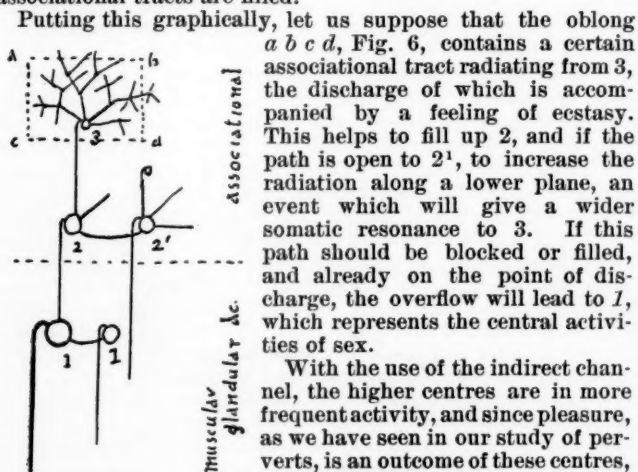 associational tracts are filled.
Putting this graphically, let us suppose that the oblong
a b c d, Fig. 6, contains a certain
associational tract radiating from 3,
the discharge of which is accom-
panied by a feeling of ecstasy.
This helps to fill up 2, and if the
path is open to 2¹, to increase the
radiation along a lower plane, an
event which will give a wider
somatic resonance to 3. If this
path should be blocked or filled,
and already on the point of dis-
charge, the overflow will lead to 1,
which represents the central activi-
ties of sex.
With the use of the indirect chan-
nel, the higher centres are in more
frequent activity, and since pleasure,
as we have seen in our study of per-
verts, is an outcome of these centres,
a
b
3
c
d
2
2'
1
1
associational
muscular
glandular &c.